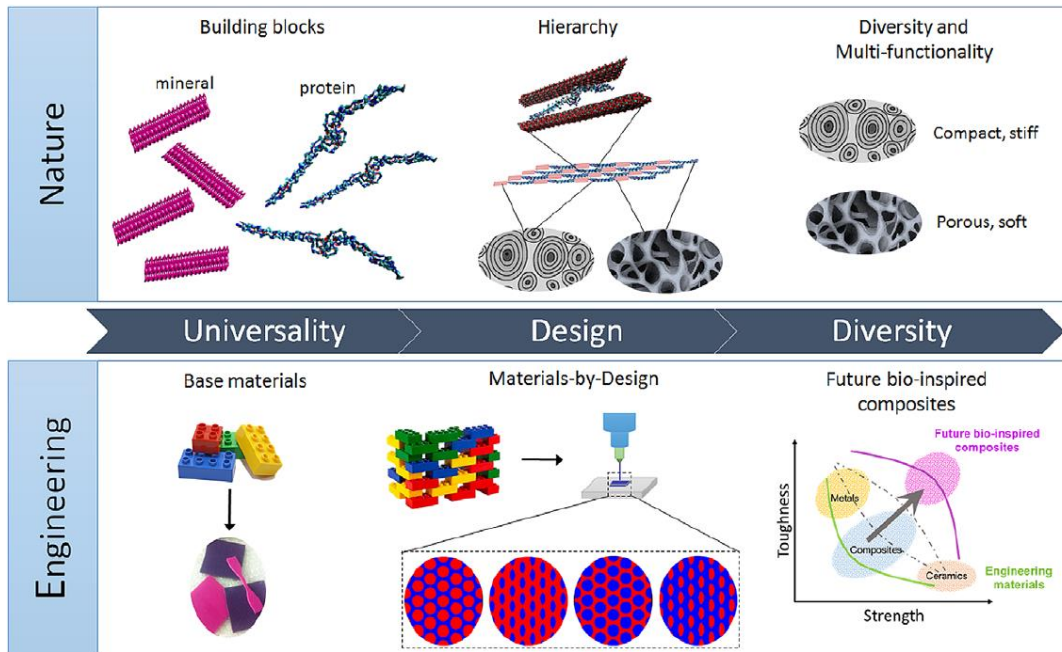 Nature
Building blocks
mineral
protein
Hierarchy
Diversity and
Multi-functionality
Compact, stiff
Porous, soft
Universality
Design
Diversity
Engineering
Base materials
Materials-by-Design
Future bio-inspired
composites
Toughness
Future bio-inspired
composites
Metals
Composites
Ceramics
Engineering
materials
Strength